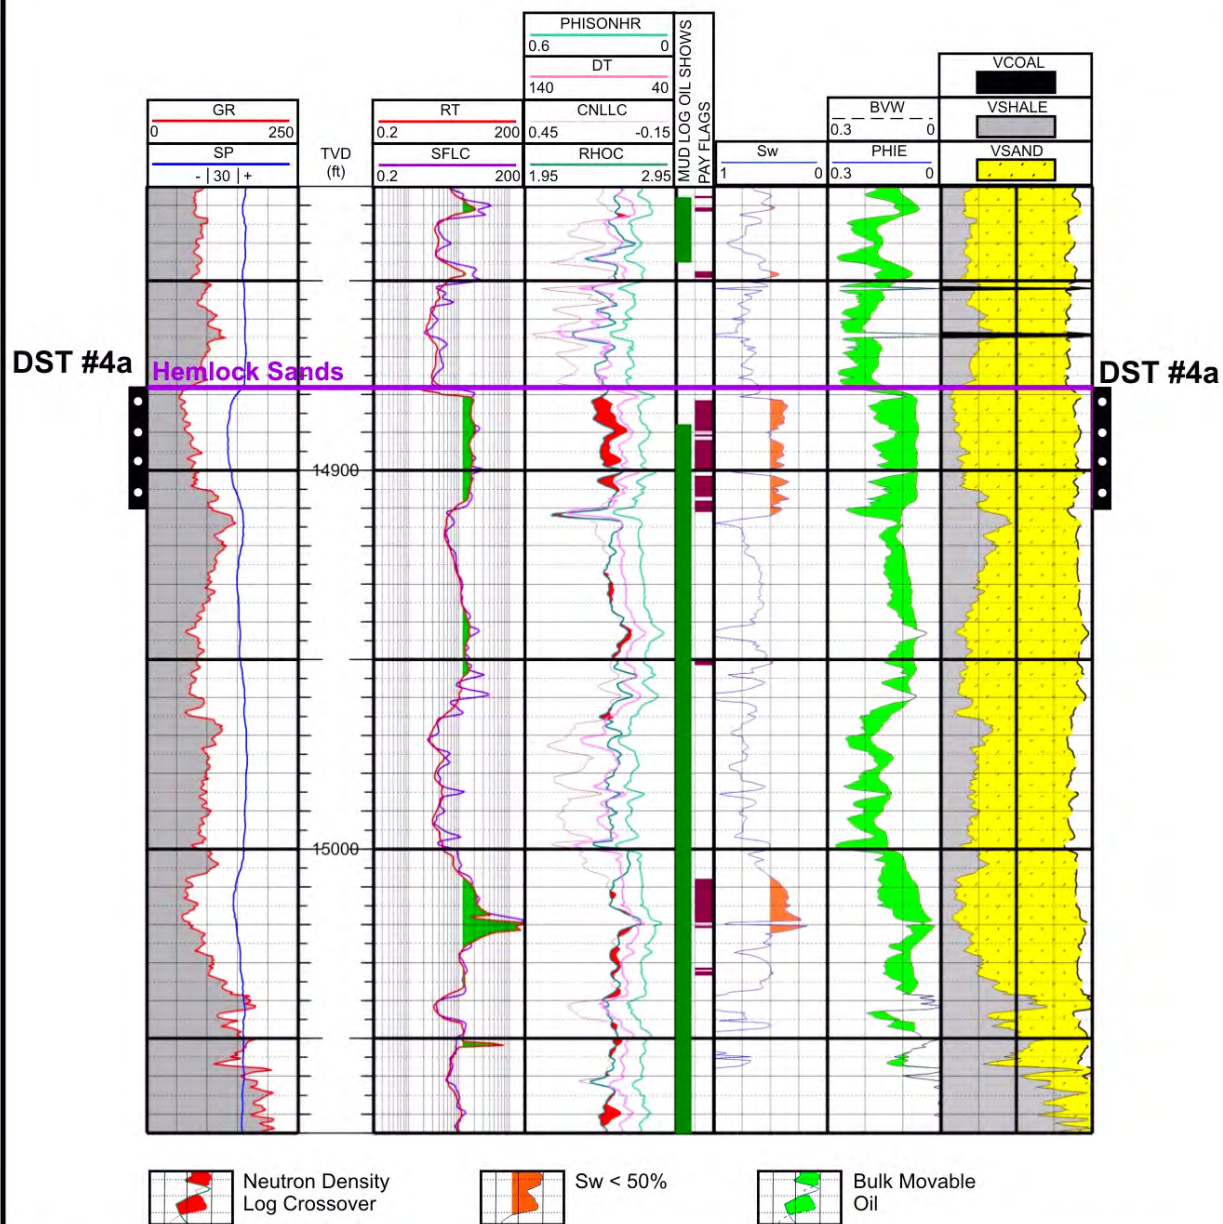 PHISONHR
0.6 0
DT
140 40
VCOAL
GR
0 250
RT
0.2 200
CNLLC
0.45 -0.15
MUD LOG OIL SHOWS
PAY FLAGS
BVW
0.3 0
VSHALE
SP
- | 30 | +
TVD
(ft)
SFLC
0.2 200
RHOC
1.95 2.95
Sw
1 0
PHIE
0.3 0
VSAND
DST #4a
Hemlock Sands
DST #4a
14900
15000
Neutron Density
Log Crossover
Sw < 50%
Bulk Movable
Oil